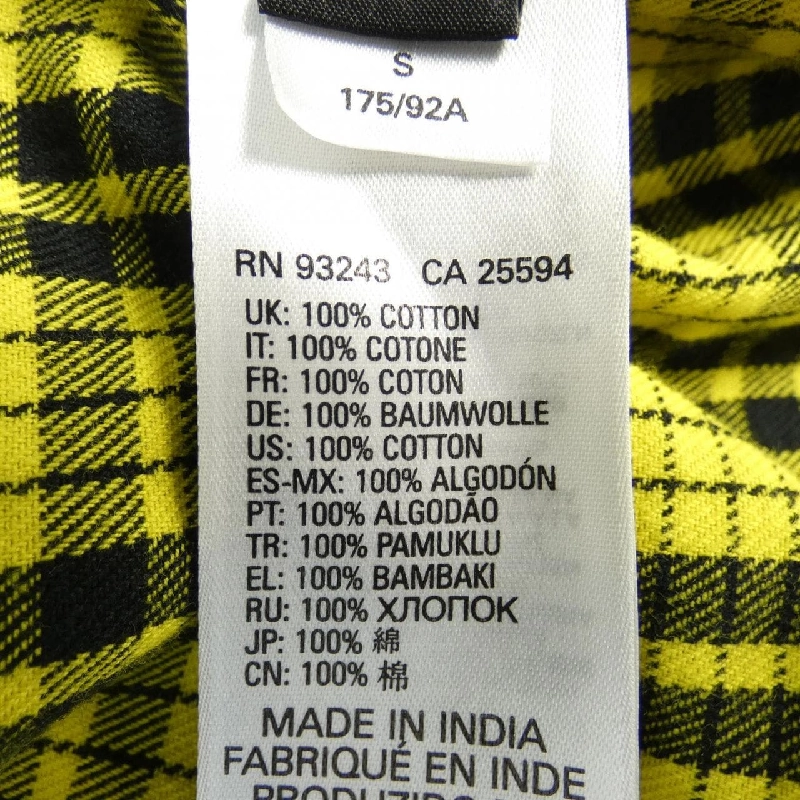 S
175/92A
RN 93243 CA 25594
UK: 100% COTTON
IT: 100% COTONE
FR: 100% COTON
DE: 100% BAUMWOLLE
US: 100% COTTON
ES-MX: 100% ALGODÓN
PT: 100% ALGODÃO
TR: 100% PAMUKLU
EL: 100% BAMBAKI
RU: 100% ХЛОПОК
JP: 100% 綿
CN: 100% 棉
MADE IN INDIA
FABRIQUÉ EN INDE
PRODUZIDO